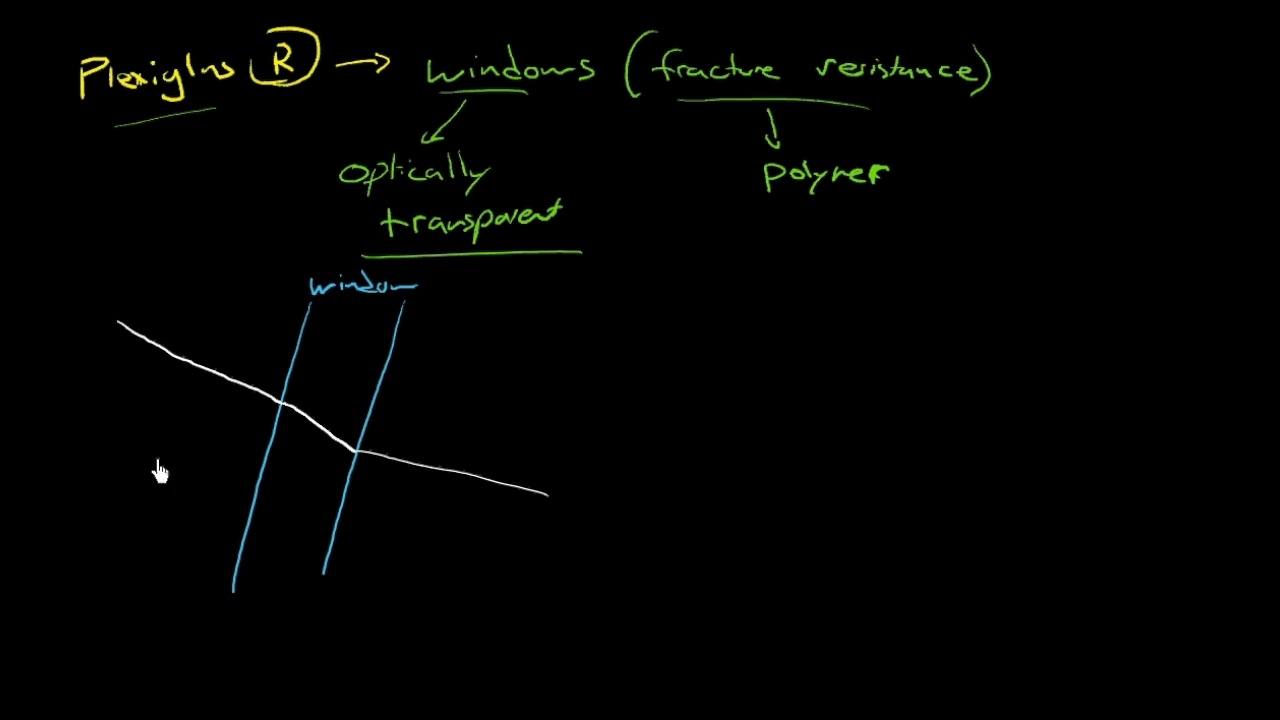 Plexiglas Ⓡ → windows (fracture resistance)
optically
transparent
polymer
window